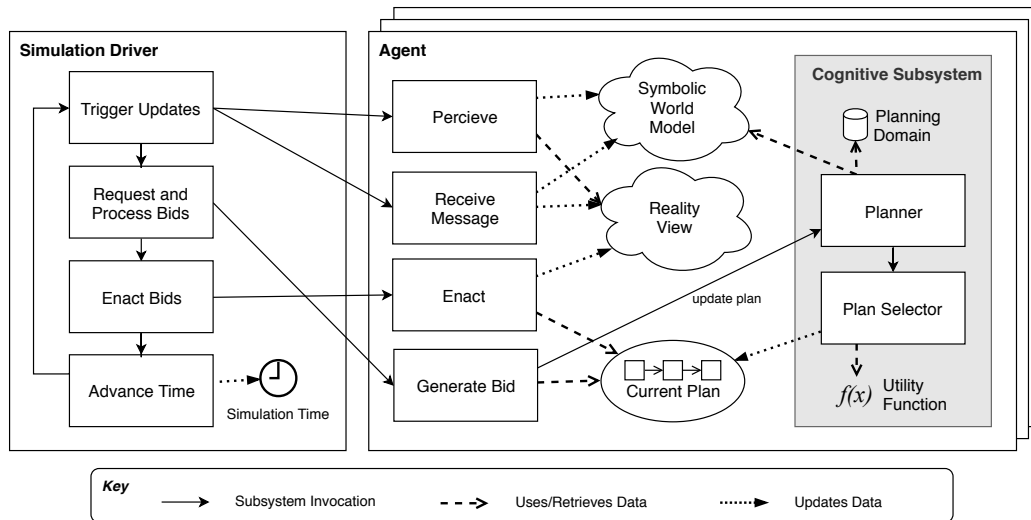 Simulation Driver
Trigger Updates
Request and
Process Bids
Enact Bids
Advance Time
Simulation Time
Agent
Percieve
Receive
Message
Enact
Generate Bid
Symbolic
World
Model
Reality
View
update plan
Current Plan
Cognitive Subsystem
Planning
Domain
Planner
Plan Selector
f(x)
Utility
Function
Key
Subsystem Invocation
Uses/Retrieves Data
Updates Data